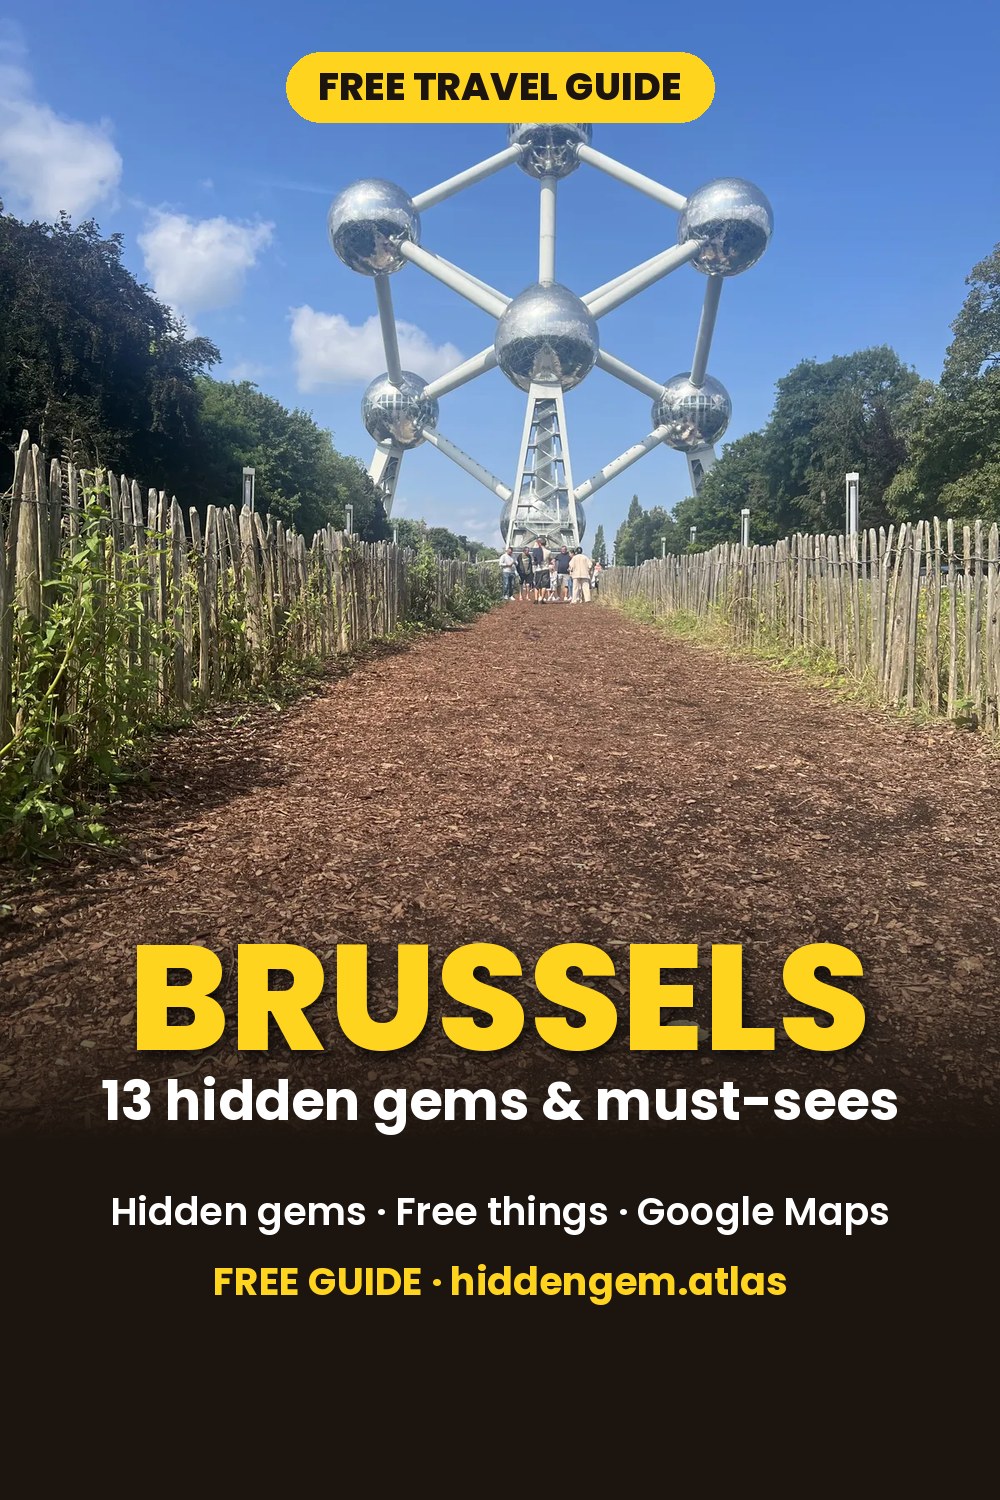 FREE TRAVEL GUIDE
BRUSSELS
13 hidden gems & must-sees
Hidden gems · Free things · Google Maps
FREE GUIDE · hiddengem.atlas